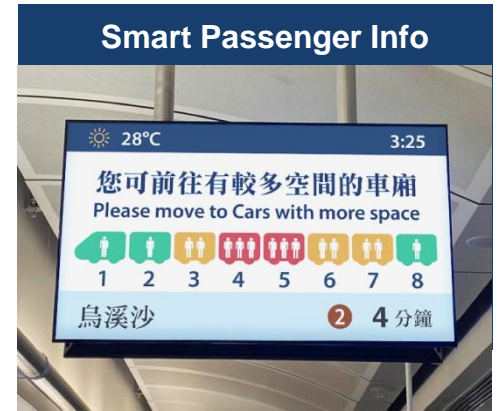 Smart Passenger Info
28°C 3:25
您可前往有較多空間的車廂
Please move to Cars with more space
1 2 3 4 5 6 7 8
烏溪沙 2 4 分鐘